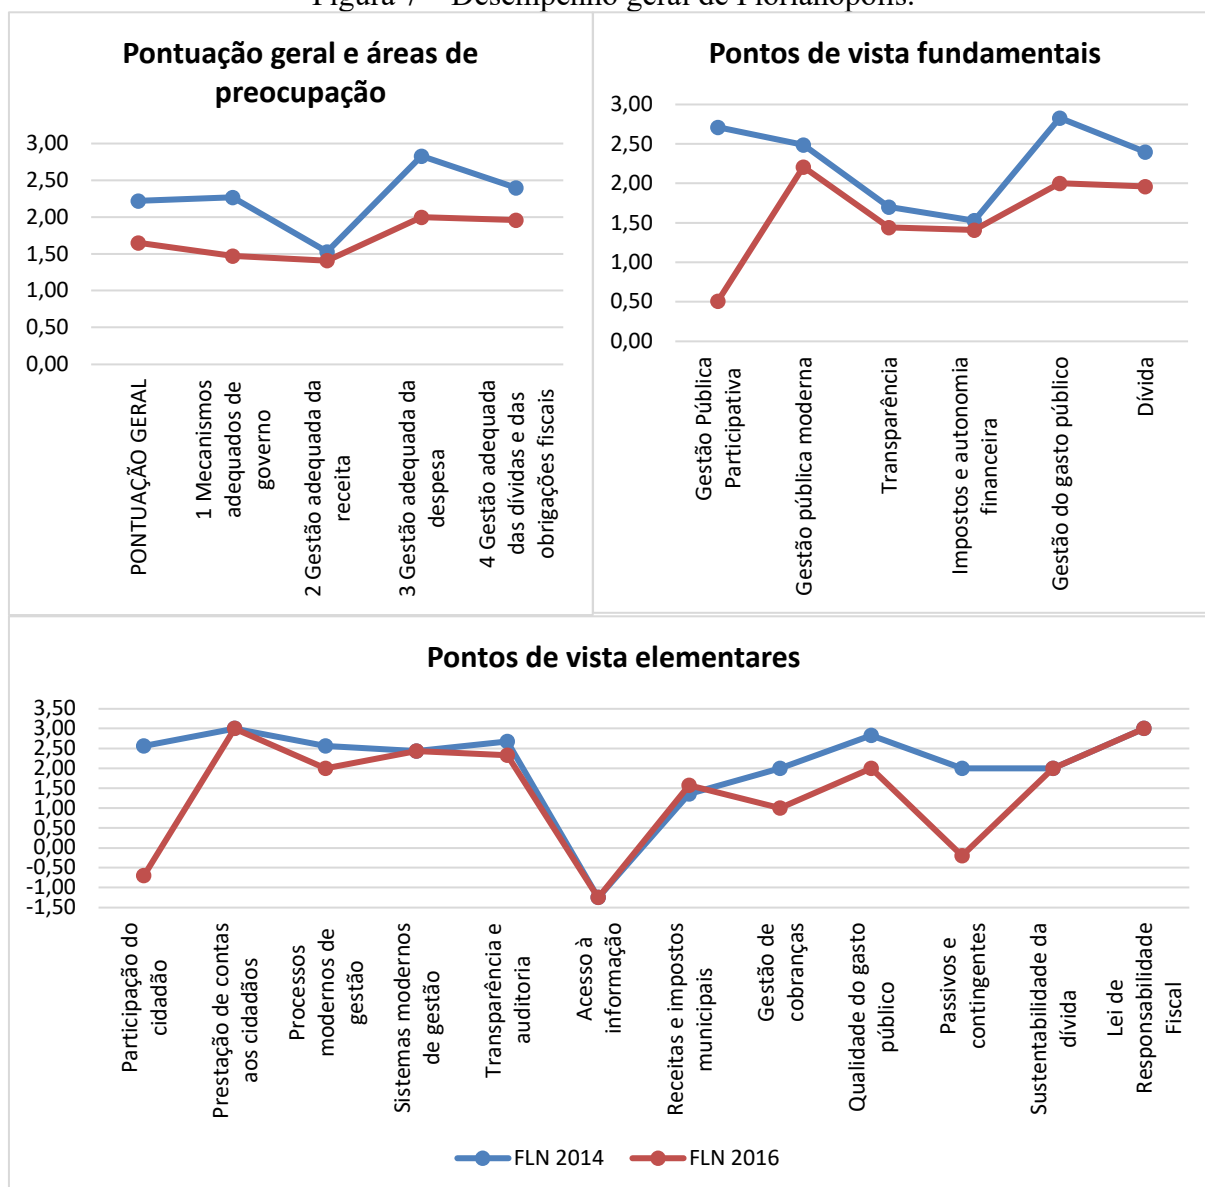 Figura 7 – Desempenho geral de Florianópolis.
Pontuação geral e áreas de
preocupação
3,00
2,50
2,00
1,50
1,00
0,50
0,00
PONTUAÇÃO GERAL
1 Mecanismos
adequados de
governo
2 Gestão adequada da
receita
3 Gestão adequada da
despesa
4 Gestão adequada
das dívidas e das
obrigações fiscais
Pontos de vista fundamentais
3,00
2,50
2,00
1,50
1,00
0,50
0,00
Gestão Pública
Participativa
Gestão pública moderna
Transparência
Impostos e autonomia
financeira
Gestão do gasto público
Dívida
Pontos de vista elementares
3,50
3,00
2,50
2,00
1,50
1,00
0,50
0,00
-0,50
-1,00
-1,50
Participação do
cidadão
Prestação de contas
aos cidadãos
Processos
modernos de
gestão
Sistemas modernos
de gestão
Transparência e
auditoria
Acesso à
informação
Receitas e impostos
municipais
Gestão de
cobranças
Qualidade do gasto
público
Passivos e
contingentes
Sustentabilidade da
dívida
Lei de
Responsabilidade
Fiscal
FLN 2014
FLN 2016